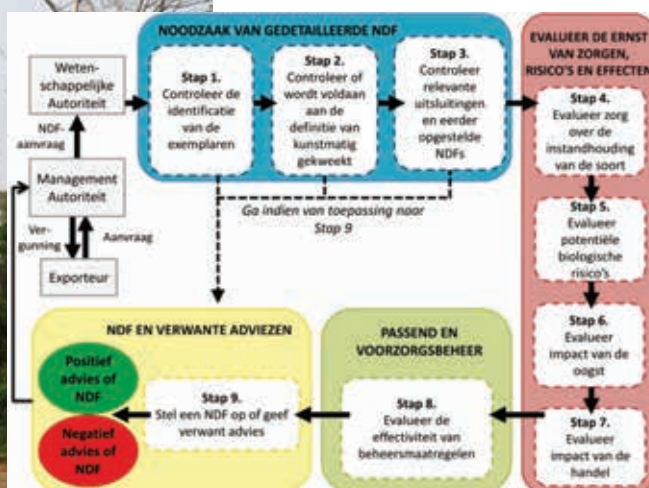 NOODZAAK VAN GEDETAILLEERDE NDF
Weten-
schappelijke
Autoriteit
NDF-
aanvraag
Management
Autoriteit
Ver-
gunning
Aanvraag
Exporteur
Stap 1.
Controleer de
identificatie
van de
exemplaren
Stap 2.
Controleer of
wordt voldaan
aan de
definitie van
kunstmatig
gekweekt
Stap 3.
Controleer
relevante
uitsluitingen
en eerder
opgestelde
NDFs
Ga indien van toepassing naar
Stap 9
EVALUEER DE ERNST
VAN ZORGEN,
RISICO'S EN EFFECTEN
Stap 4.
Evalueer zorg
over de
instandhouding
van de soort
Stap 5.
Evalueer
potentiële
biologische
risico's
Stap 6.
Evalueer
impact van de
oogst
Stap 7.
Evalueer
impact van de
handel
PASSEND EN
VOORZORGSBEHEER
Stap 8.
Evalueer de
effectiviteit van
beheersmaatregelen
NDF EN VERWANTE ADVIEZEN
Stap 9.
Stel een NDF op of geef
verwant advies
Positief
advies of
NDF
Negatief
advies of
NDF